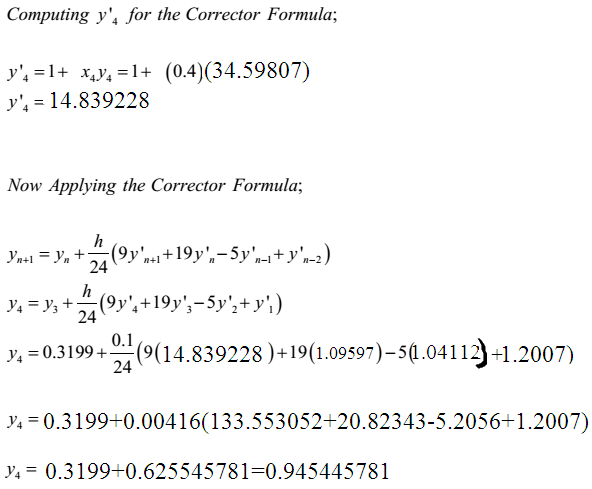 Computing y'₄ for the Corrector Formula;
y'₄ = 1 + x₄y₄ = 1 + (0.4)(34.59807)
y'₄ = 14.839228
Now Applying the Corrector Formula;
yₙ₊₁ = yₙ + h/24 (9y'ₙ₊₁ + 19y'ₙ − 5y'ₙ₋₁ + y'ₙ₋₂)
y₄ = y₃ + h/24 (9y'₄ + 19y'₃ − 5y'₂ + y'₁)
y₄ = 0.3199 + 0.1/24 (9(14.839228) + 19(1.09597) − 5(1.04112) + 1.2007)
y₄ = 0.3199+0.00416(133.553052+20.82343-5.2056+1.2007)
y₄ = 0.3199+0.625545781=0.945445781